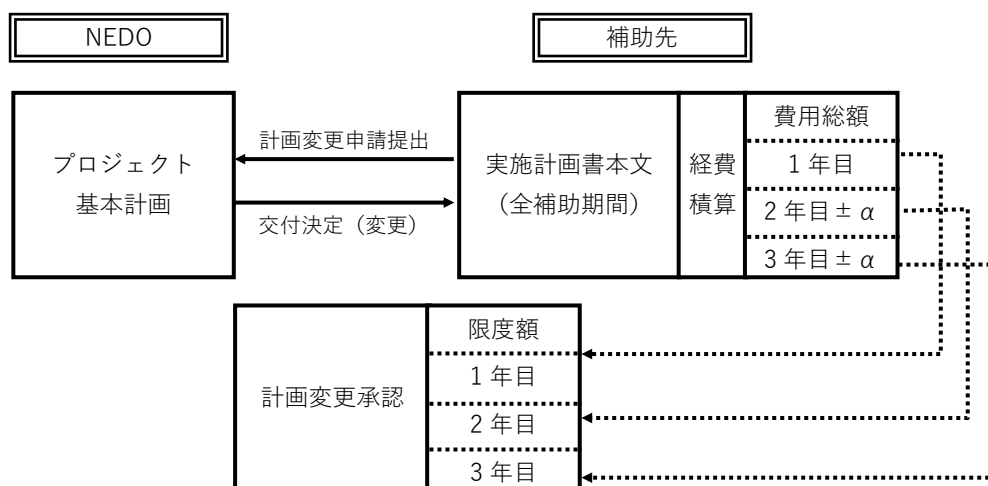 NEDO
補助先
プロジェクト
基本計画
計画変更申請提出
交付決定（変更）
実施計画書本文
（全補助期間）
経費
積算
費用総額
1 年目
2 年目± α
3 年目± α
計画変更承認
限度額
1 年目
2 年目
3 年目